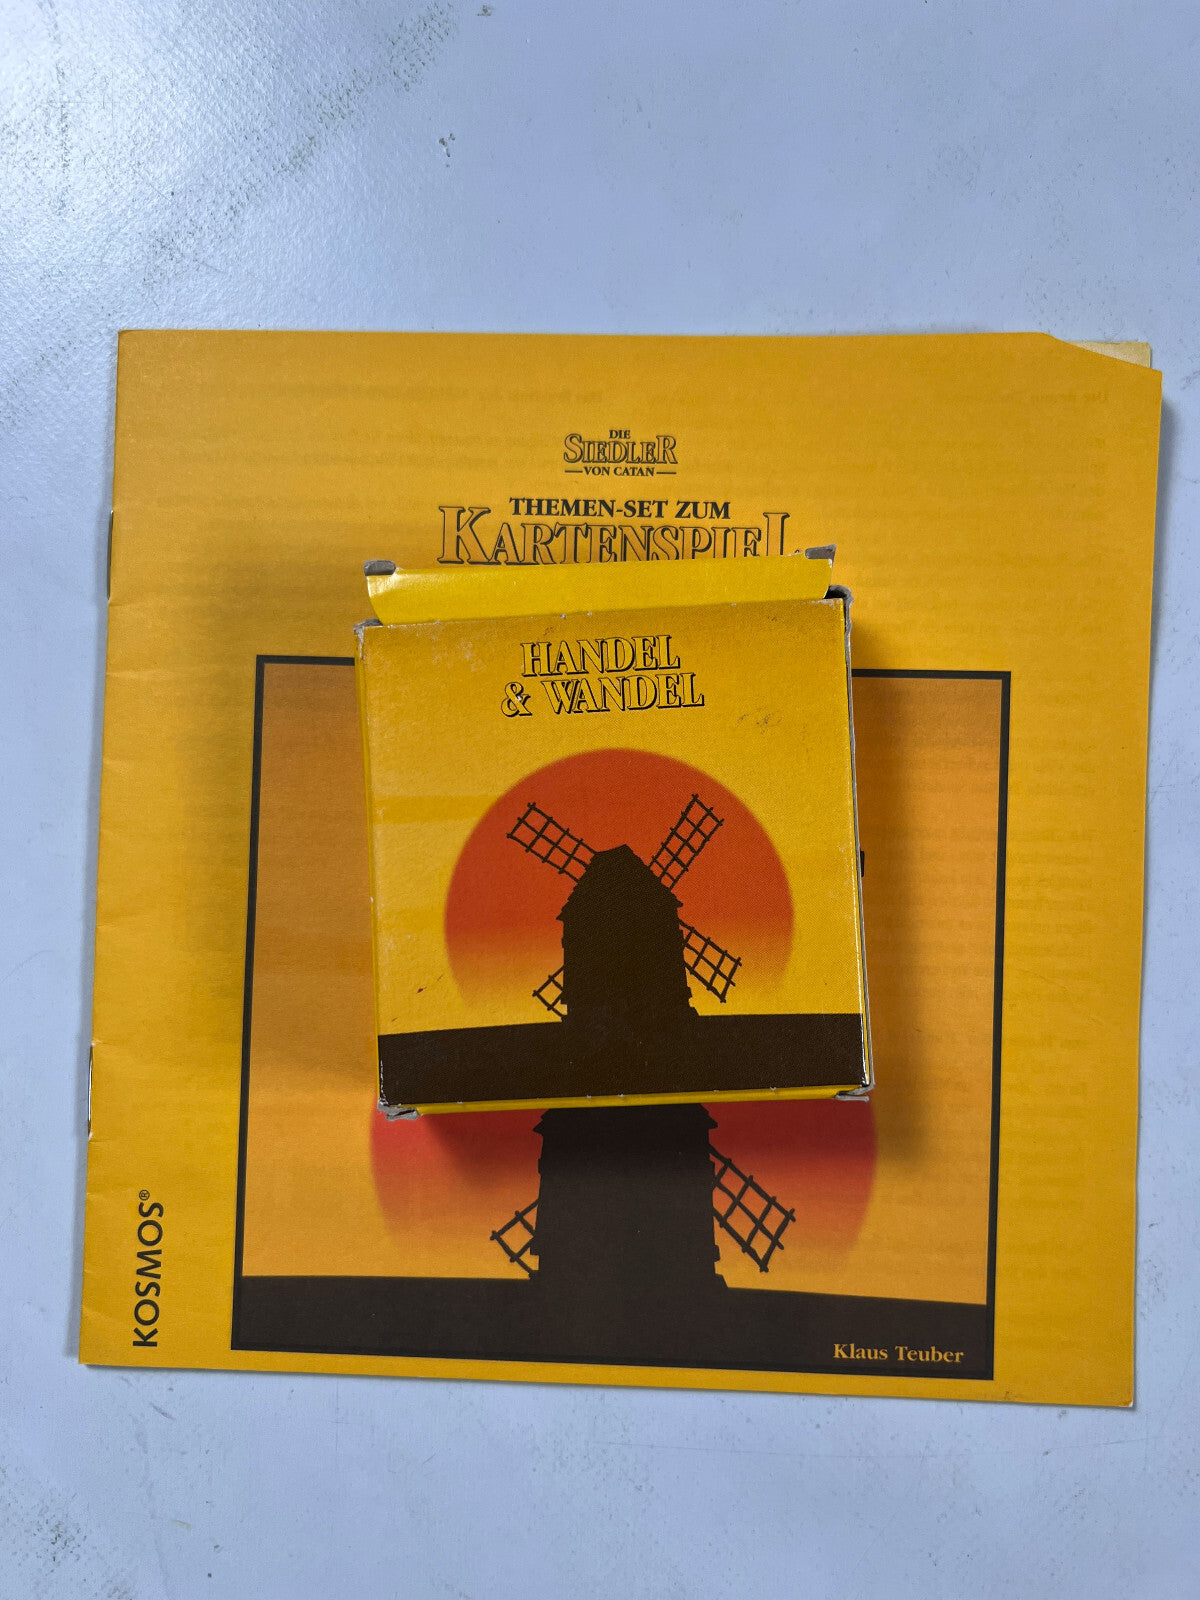 DIE
SIEDLER
VON CATAN
THEMEN-SET ZUM
KARTENSPIEL
HANDEL
& WANDEL
KOSMOS®
Klaus Teuber